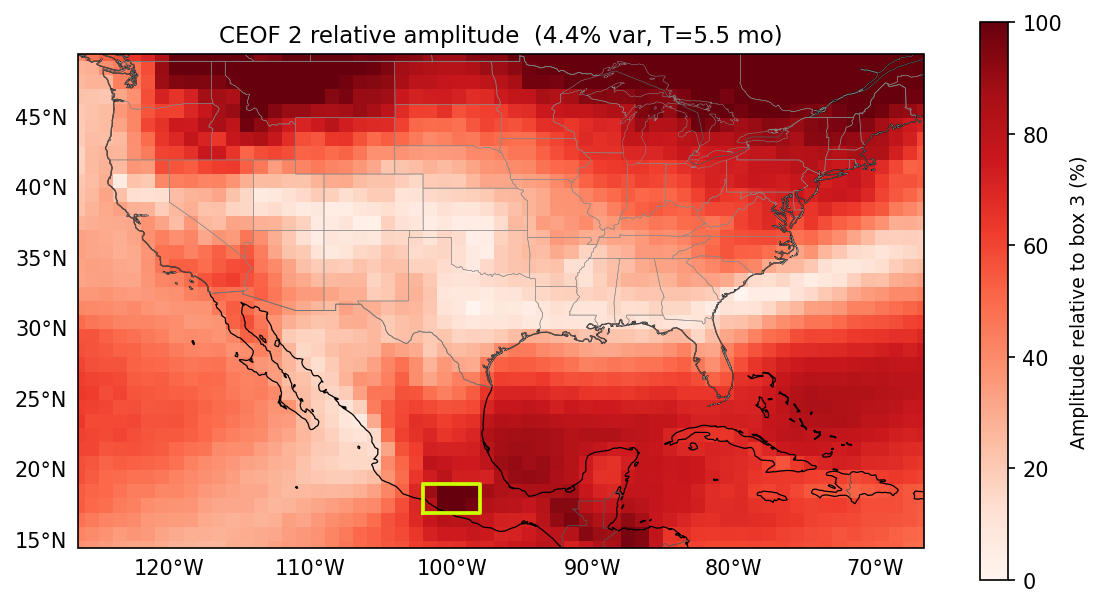 CEOF 2 relative amplitude (4.4% var, T=5.5 mo)
45°N
40°N
35°N
30°N
25°N
20°N
15°N
120°W 110°W 100°W 90°W 80°W 70°W
100
80
60
40
20
0
Amplitude relative to box 3 (%)